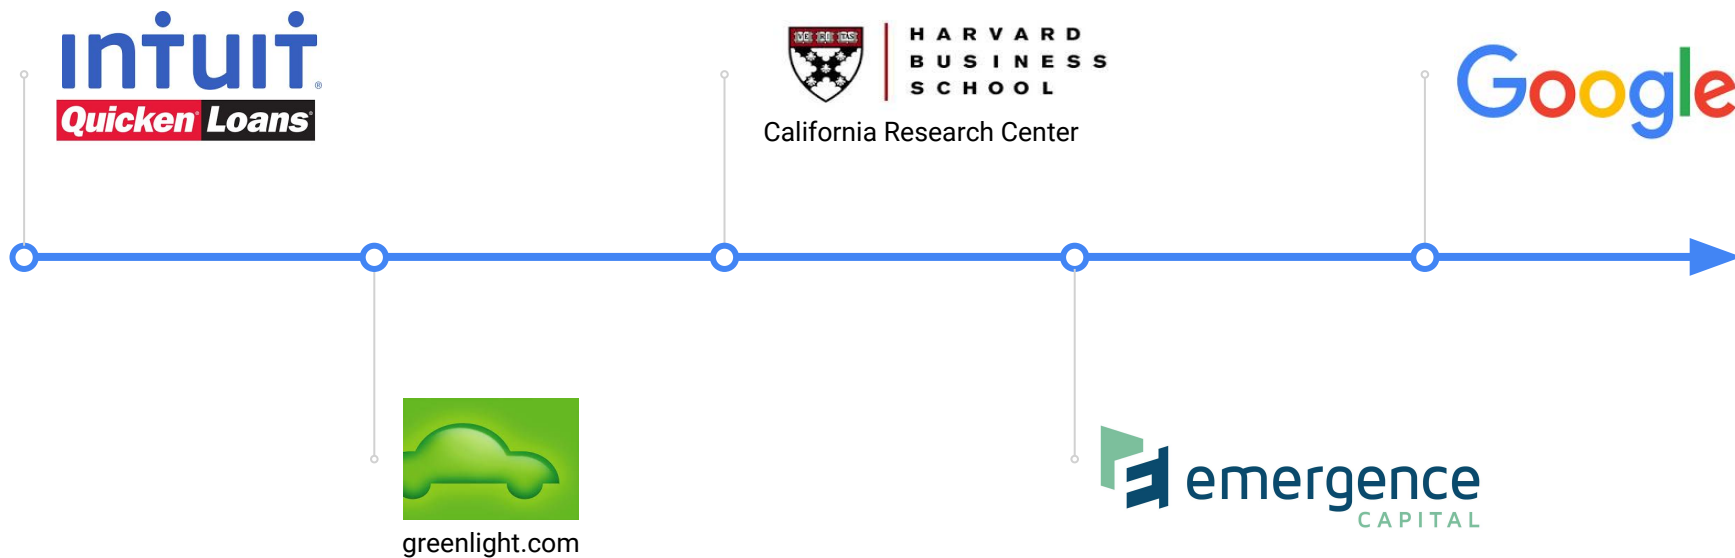 intuit®
Quicken Loans
HARVARD
BUSINESS
SCHOOL
California Research Center
Google
greenlight.com
emergence
CAPITAL